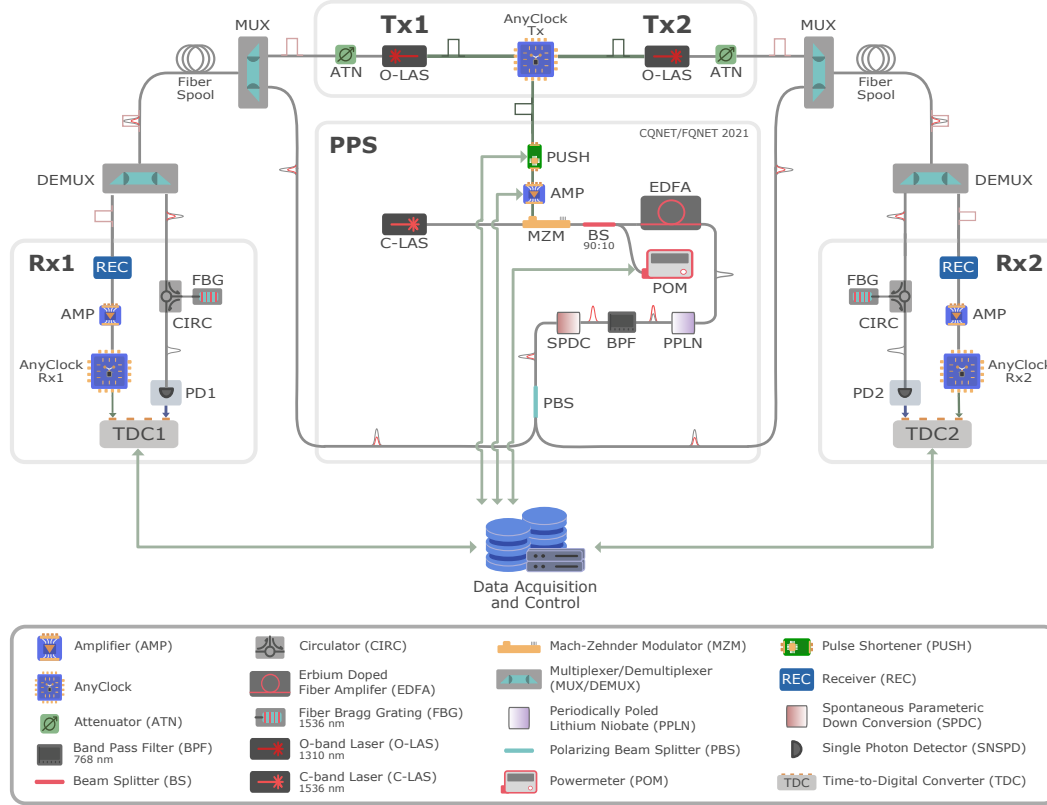 MUX
Tx1
AnyClock
Tx
Tx2
MUX
ATN
O-LAS
O-LAS
ATN
Fiber
Spool
Fiber
Spool
PPS
CQNET/FQNET 2021
PUSH
DEMUX
AMP
EDFA
DEMUX
C-LAS
MZM
BS
90:10
Rx1
REC
FBG
POM
FBG
REC
Rx2
AMP
CIRC
CIRC
AMP
SPDC
BPF
PPLN
AnyClock
Rx1
AnyClock
Rx2
PD1
PBS
PD2
TDC1
TDC2
Data Acquisition
and Control
Amplifier (AMP)
AnyClock
Attenuator (ATN)
Band Pass Filter (BPF)
768 nm
Beam Splitter (BS)
Circulator (CIRC)
Erbium Doped
Fiber Amplifer (EDFA)
Fiber Bragg Grating (FBG)
1536 nm
O-band Laser (O-LAS)
1310 nm
C-band Laser (C-LAS)
1536 nm
Mach-Zehnder Modulator (MZM)
Multiplexer/Demultiplexer
(MUX/DEMUX)
Periodically Poled
Lithium Niobate (PPLN)
Polarizing Beam Splitter (PBS)
Powermeter (POM)
Pulse Shortener (PUSH)
REC
Receiver (REC)
Spontaneous Parametric
Down Conversion (SPDC)
Single Photon Detector (SNSPD)
TDC
Time-to-Digital Converter (TDC)